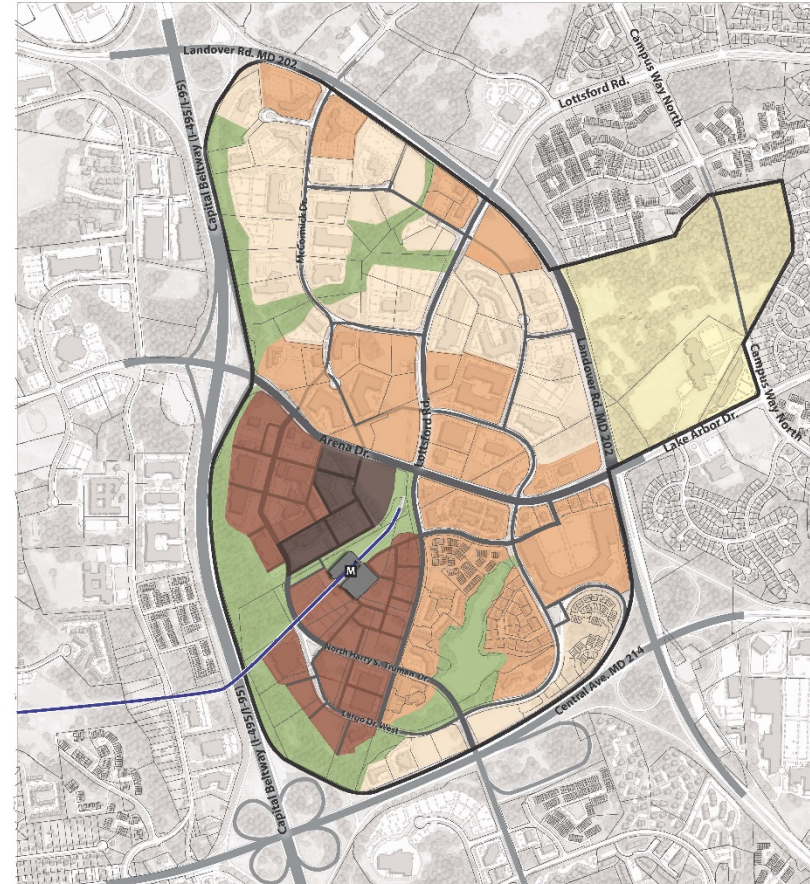 Landover Rd. MD 202
Capital Beltway (I-495/I-95)
Campus Way North
Lottsford Rd.
McCormick Dr.
Landover Rd. MD 202
Campus Way North
Lake Arbor Dr.
Arena Dr.
Lottsford Rd.
M
North Harry S. Truman Dr.
Largo Dr. West
Central Ave. MD 214
Capital Beltway (I-495/I-95)